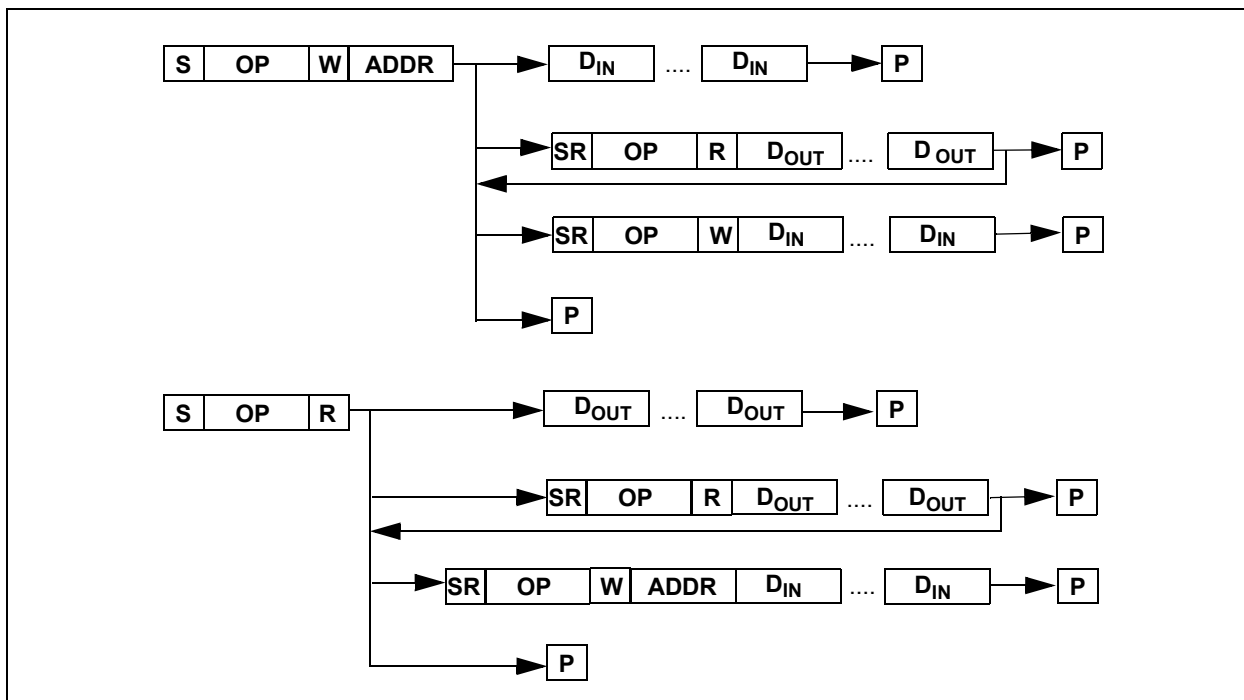 S OP W ADDR DIN .... DIN P
SR OP R DOUT .... DOUT P
SR OP W DIN .... DIN P
P
S OP R DOUT .... DOUT P
SR OP R DOUT .... DOUT P
SR OP W ADDR DIN .... DIN P
P